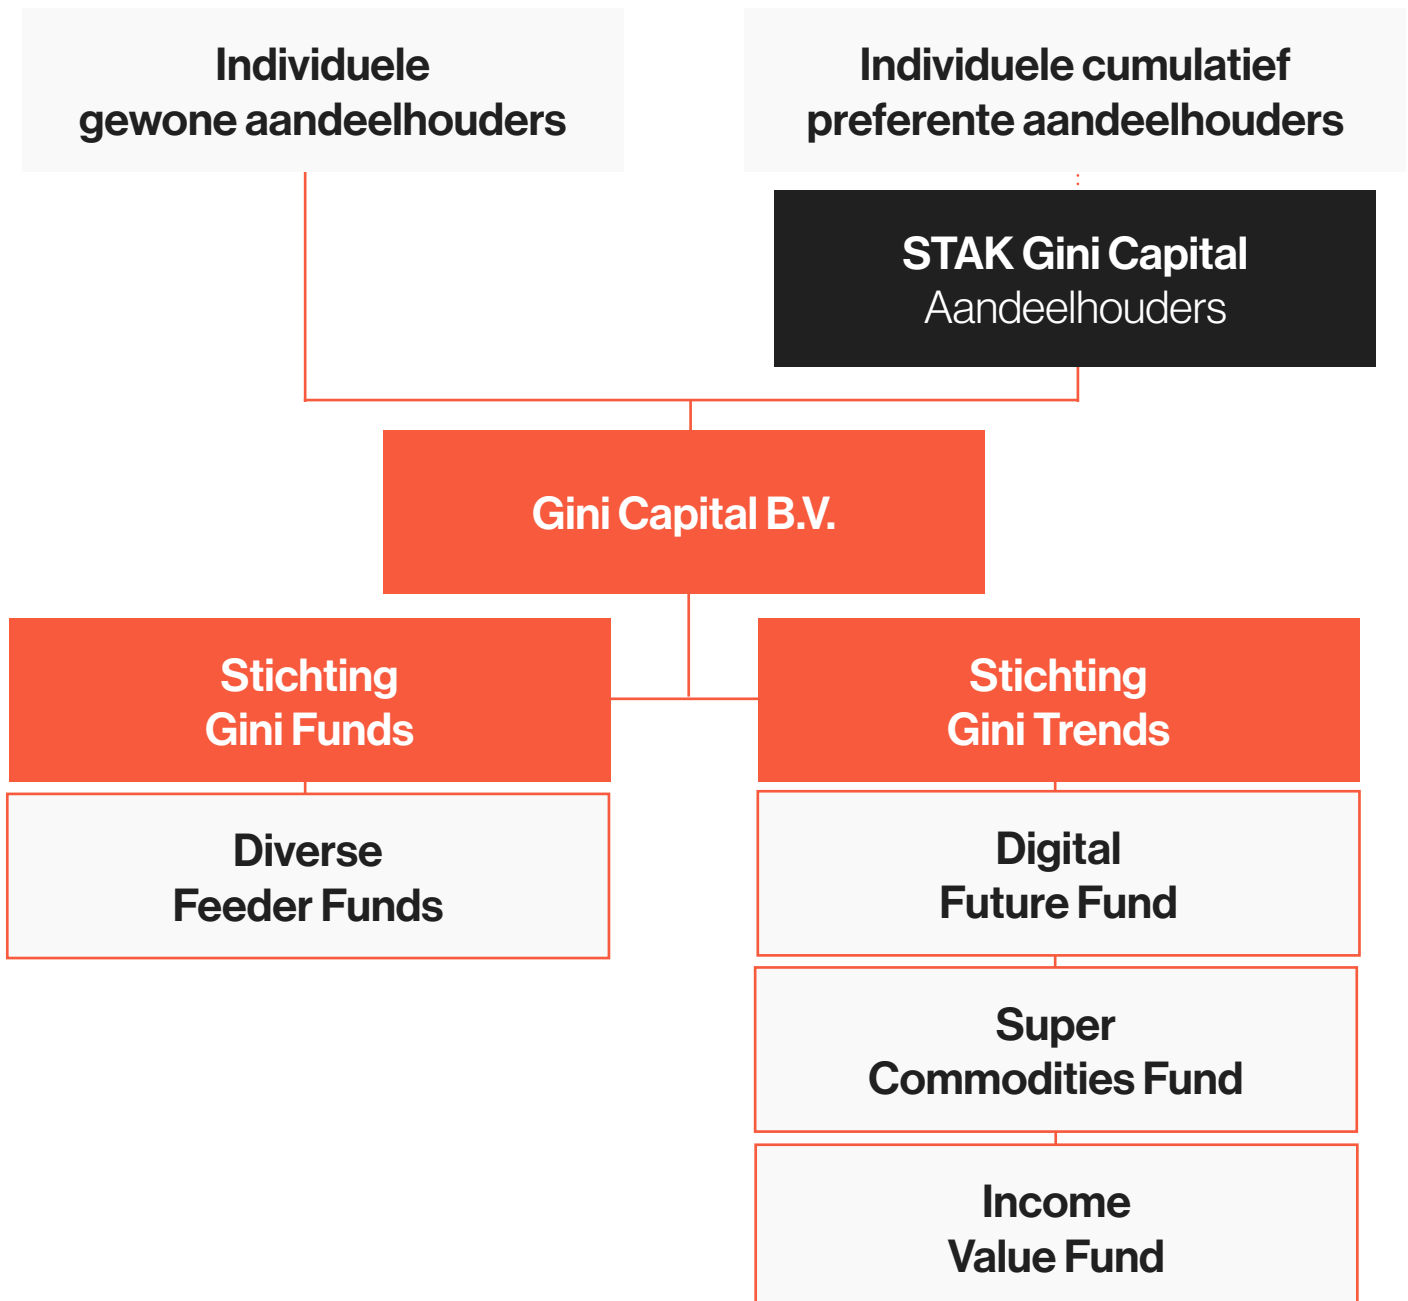 Individuele
gewone aandeelhouders
Individuele cumulatief
preferente aandeelhouders
STAK Gini Capital
Aandeelhouders
Gini Capital B.V.
Stichting
Gini Funds
Stichting
Gini Trends
Diverse
Feeder Funds
Digital
Future Fund
Super
Commodities Fund
Income
Value Fund